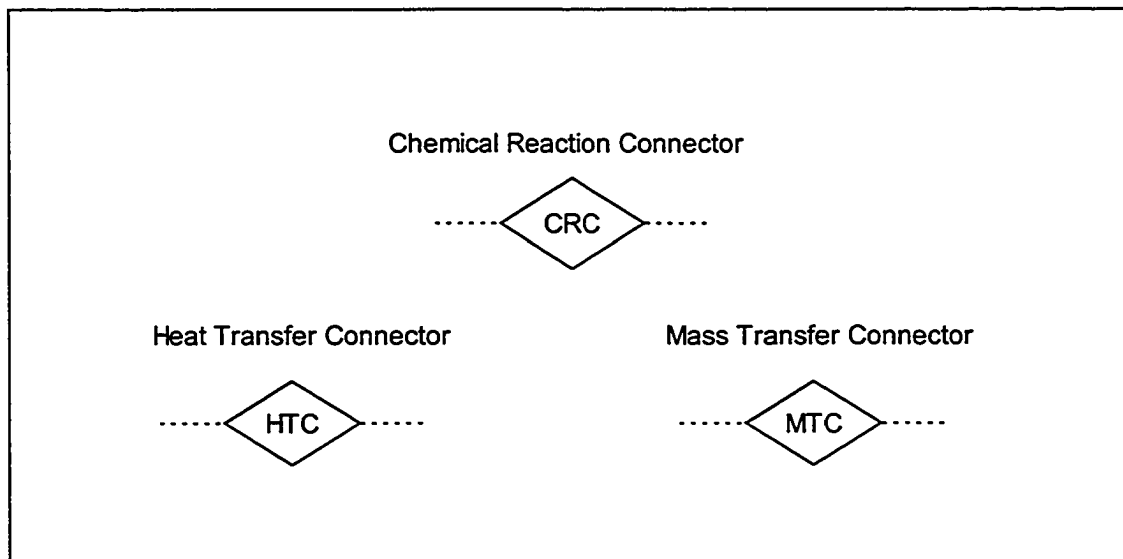 Chemical Reaction Connector
CRC
Heat Transfer Connector
Mass Transfer Connector
HTC
MTC